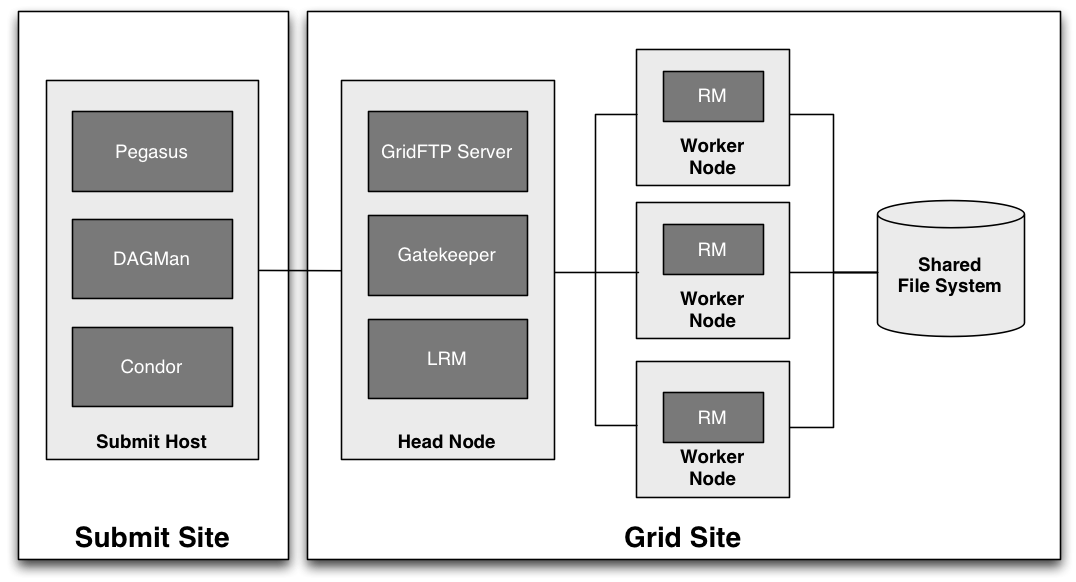 Pegasus
DAGMan
Condor
Submit Host
Submit Site
GridFTP Server
Gatekeeper
LRM
Head Node
RM
Worker
Node
RM
Worker
Node
RM
Worker
Node
Shared
File System
Grid Site